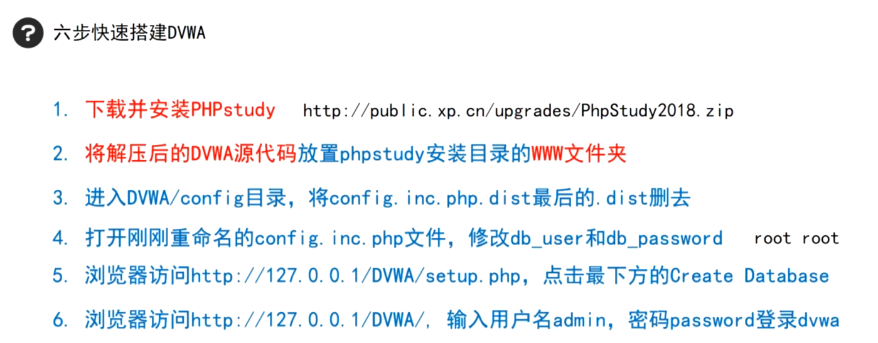 ? 六步快速搭建DVWA
1. 下载并安装PHPstudy http://public.xp.cn/upgrades/PhpStudy2018.zip
2. 将解压后的DVWA源代码放置phpstudy安装目录的WWW文件夹
3. 进入DVWA/config目录，将config.inc.php.dist最后的.dist删去
4. 打开刚刚重命名的config.inc.php文件，修改db_user和db_password root root
5. 浏览器访问http://127.0.0.1/DVWA/setup.php，点击最下方的Create Database
6. 浏览器访问http://127.0.0.1/DVWA/, 输入用户名admin，密码password登录dvwa